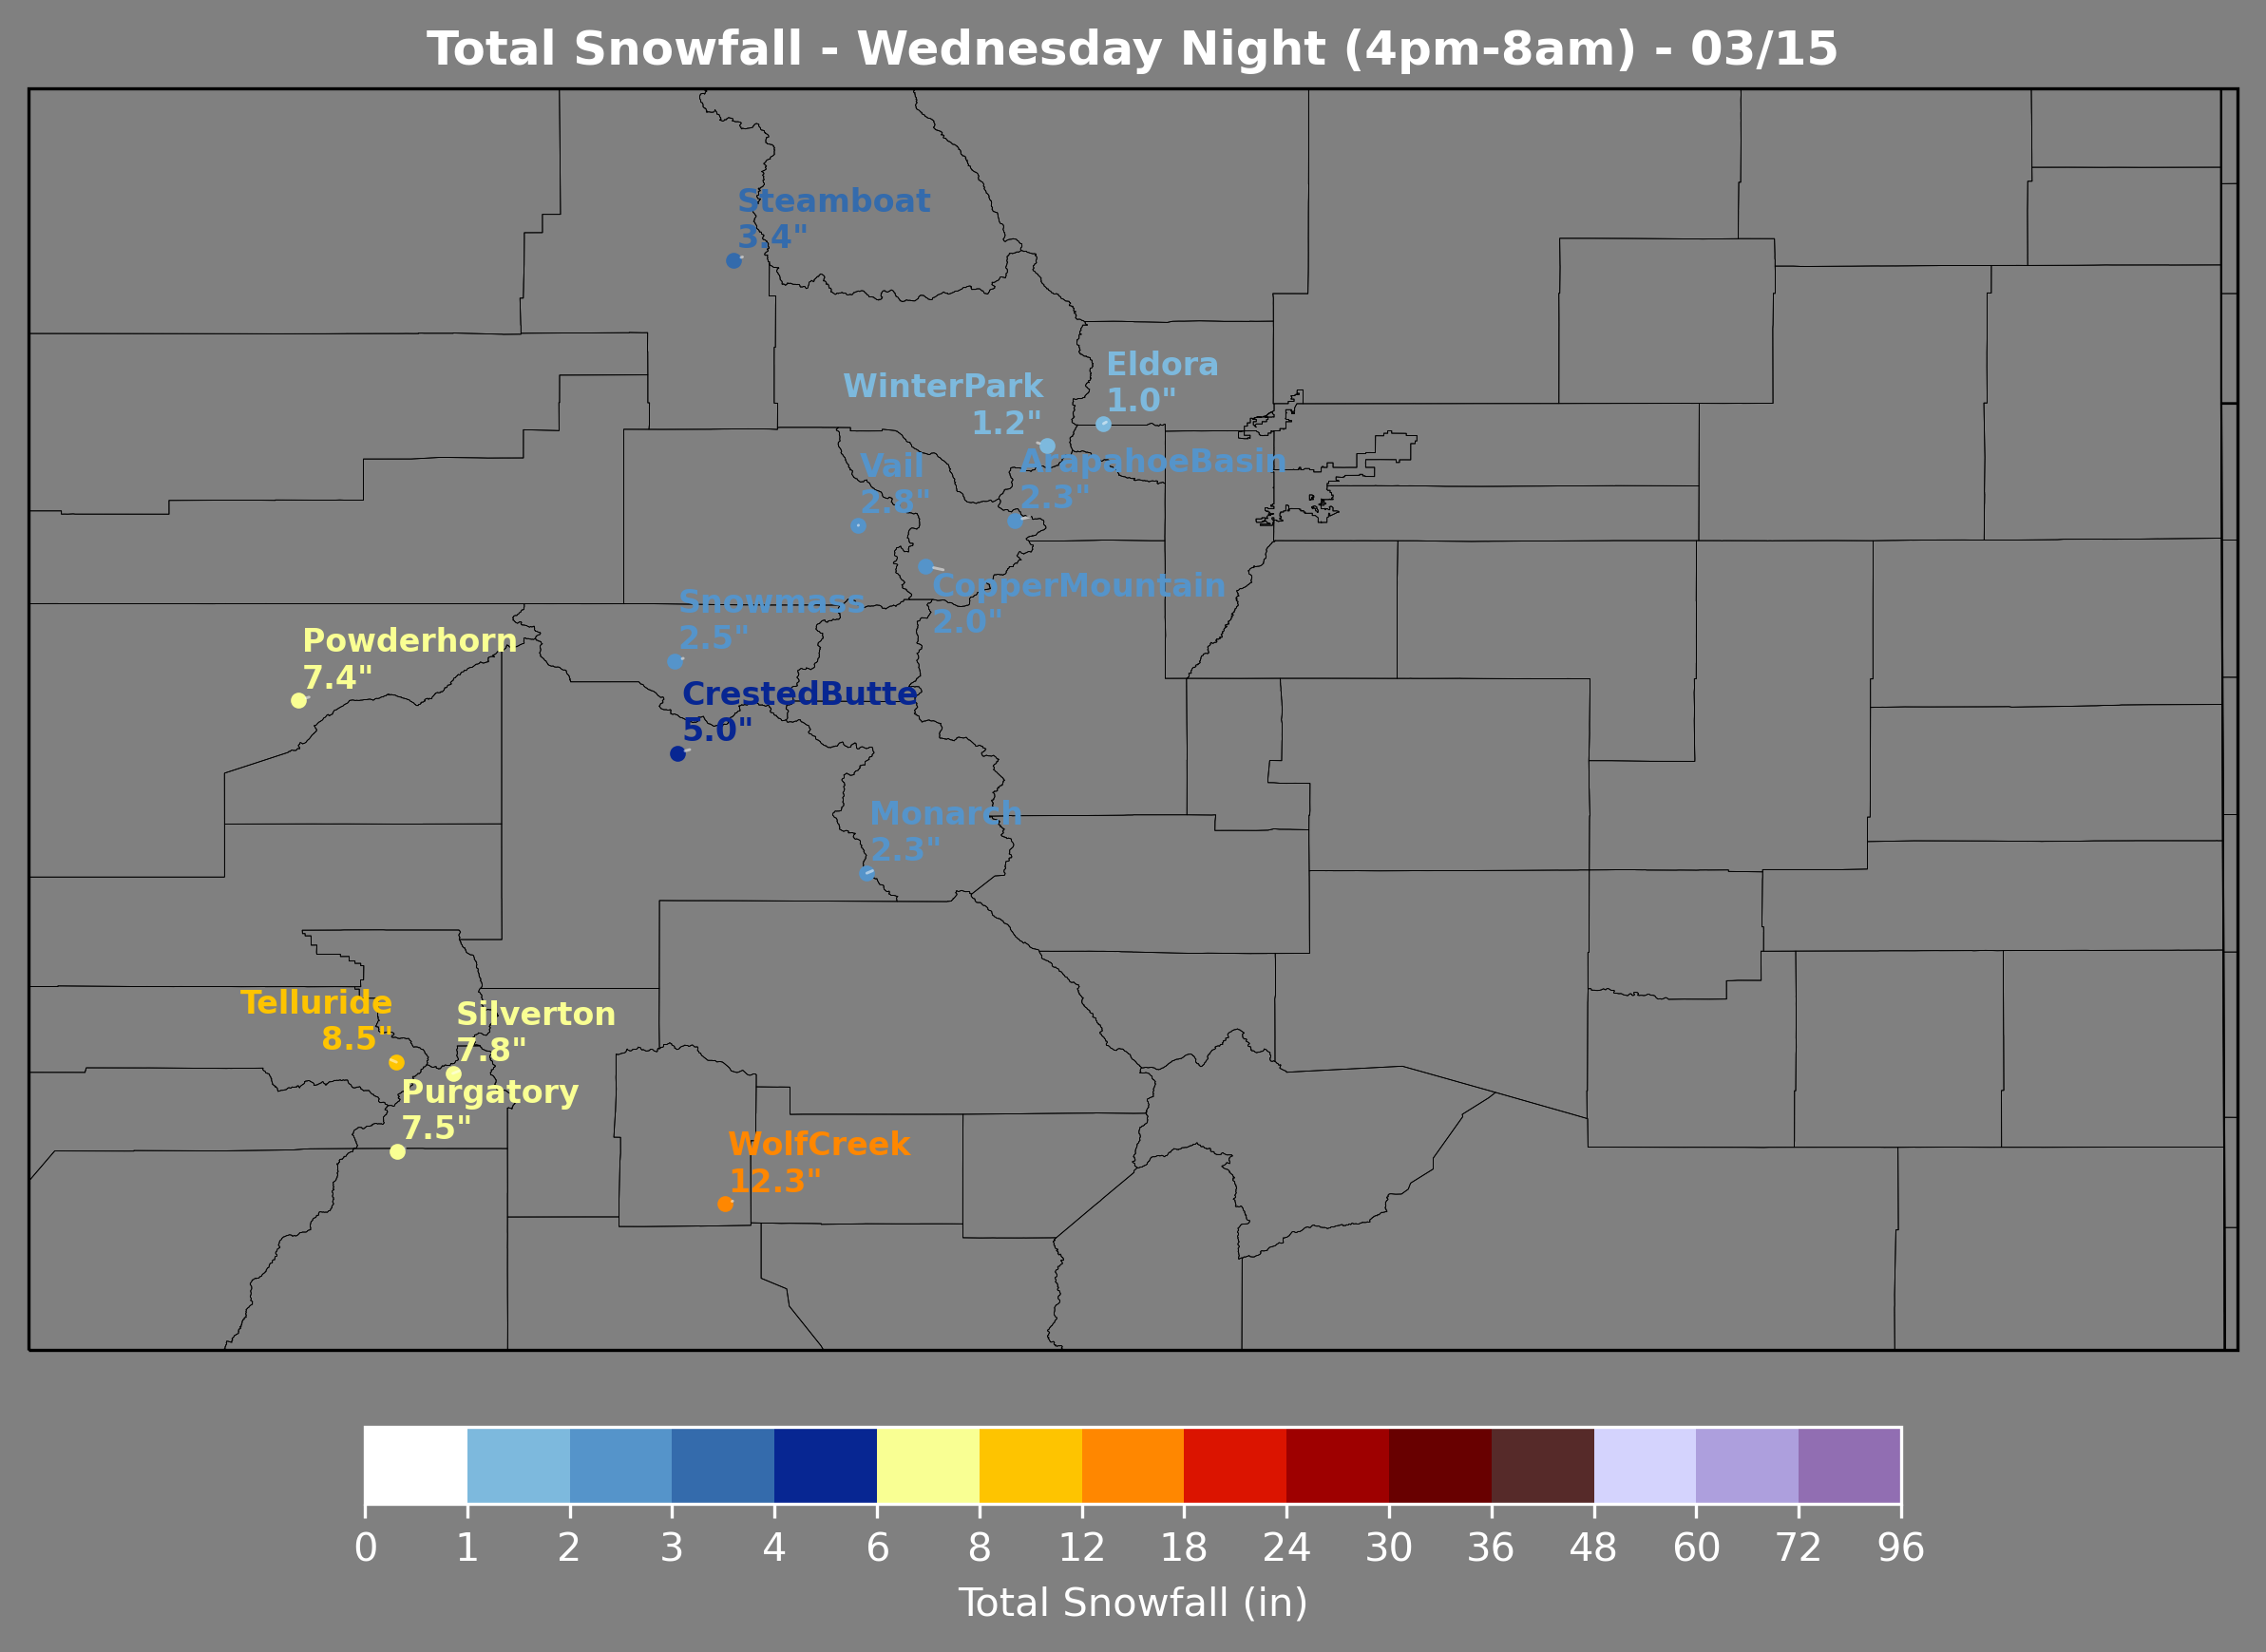 Total Snowfall - Wednesday Night (4pm-8am) - 03/15
Steamboat
3.4"
Eldora
1.0"
WinterPark
1.2"
Vail
2.8"
ArapahoeBasin
2.3"
CopperMountain
2.0"
Snowmass
2.5"
Powderhorn
7.4"
CrestedButte
5.0"
Monarch
2.3"
Telluride
8.5"
Silverton
7.8"
Purgatory
7.5"
WolfCreek
12.3"
0 1 2 3 4 6 8 12 18 24 30 36 48 60 72 96
Total Snowfall (in)